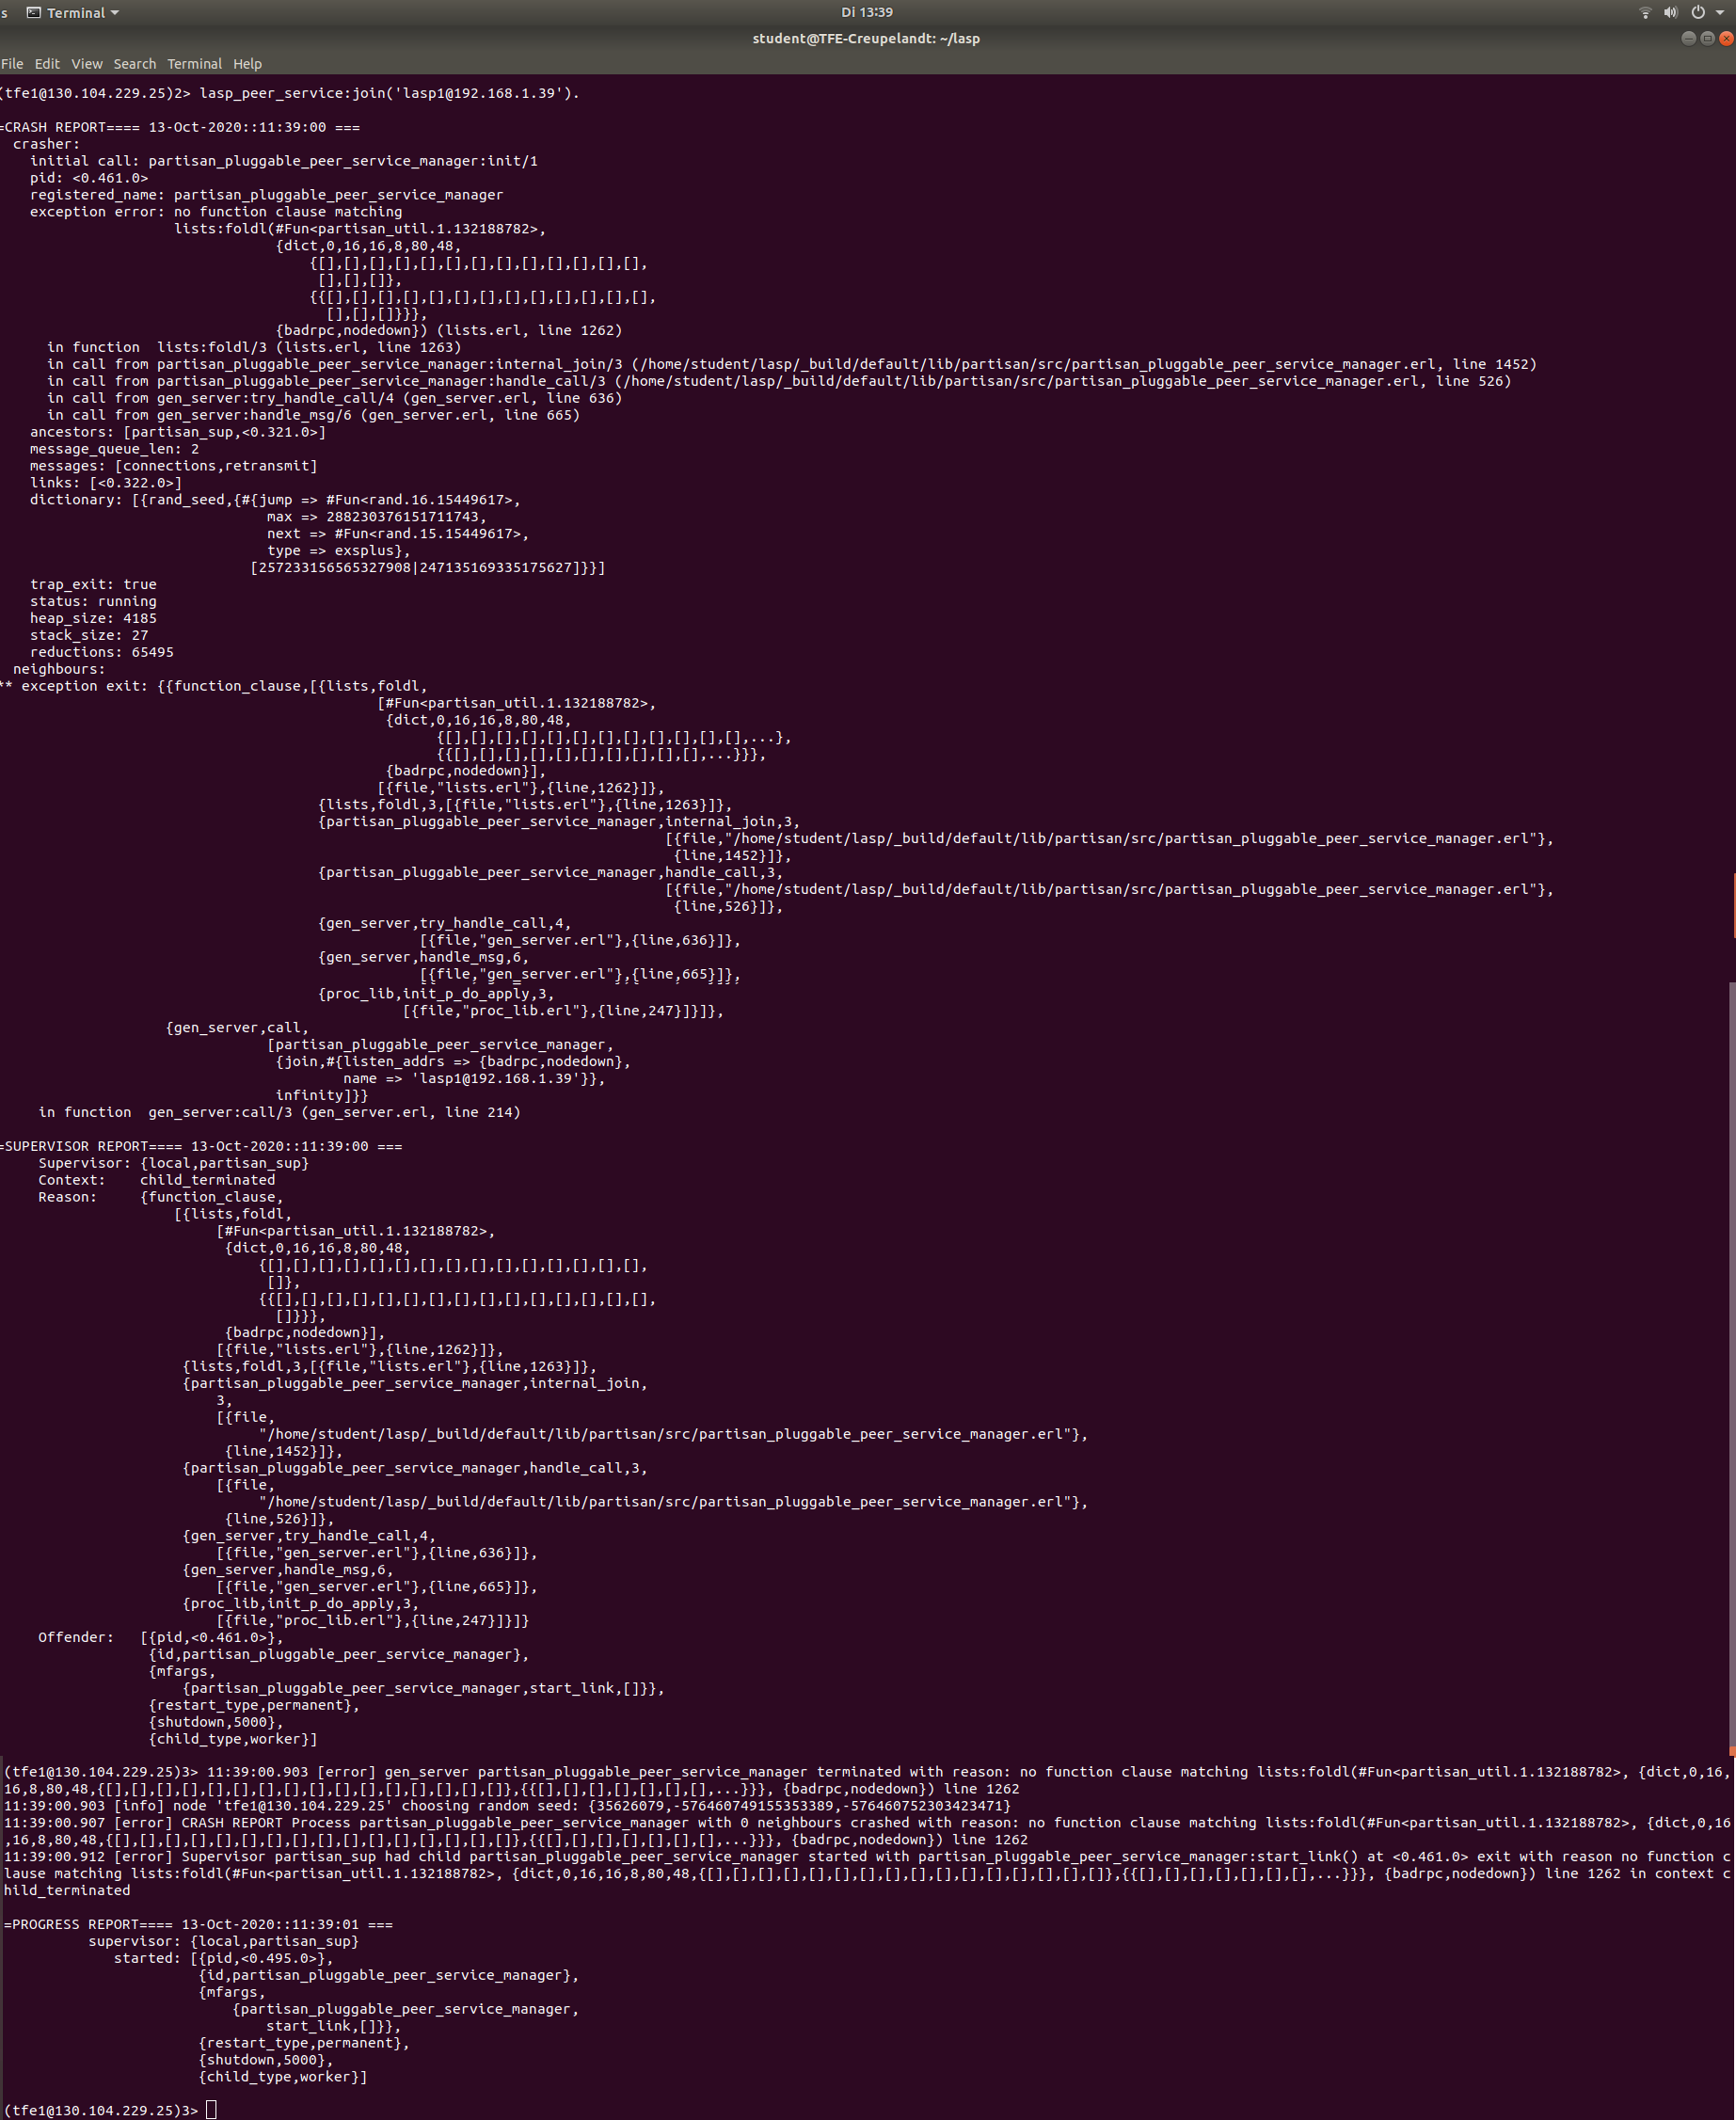 s Terminal Di 13:39
student@TFE-Creupelandt: ~/lasp
File Edit View Search Terminal Help
(tfe1@130.104.229.25)2> lasp_peer_service:join('lasp1@192.168.1.39').
=CRASH REPORT==== 13-Oct-2020::11:39:00 ===
crasher:
initial call: partisan_pluggable_peer_service_manager:init/1
pid: <0.461.0>
registered_name: partisan_pluggable_peer_service_manager
exception error: no function clause matching
lists:foldl(#Fun<partisan_util.1.132188782>,
{dict,0,16,16,8,80,48,
{[],[],[],[],[],[],[],[],[],[],[],[],[],
[],[],[]},
{{[],[],[],[],[],[],[],[],[],[],[],[],[],
[],[],[]}}},
{badrpc,nodedown}) (lists.erl, line 1262)
in function lists:foldl/3 (lists.erl, line 1263)
in call from partisan_pluggable_peer_service_manager:internal_join/3 (/home/student/lasp/_build/default/lib/partisan/src/partisan_pluggable_peer_service_manager.erl, line 1452)
in call from partisan_pluggable_peer_service_manager:handle_call/3 (/home/student/lasp/_build/default/lib/partisan/src/partisan_pluggable_peer_service_manager.erl, line 526)
in call from gen_server:try_handle_call/4 (gen_server.erl, line 636)
in call from gen_server:handle_msg/6 (gen_server.erl, line 665)
ancestors: [partisan_sup,<0.321.0>]
message_queue_len: 2
messages: [connections,retransmit]
links: [<0.322.0>]
dictionary: [{rand_seed,{#{jump => #Fun<rand.16.15449617>,
max => 288230376151711743,
next => #Fun<rand.15.15449617>,
type => exsplus},
[257233156565327908|247135169335175627]}}]
trap_exit: true
status: running
heap_size: 4185
stack_size: 27
reductions: 65495
neighbours:
** exception exit: {{function_clause,[{lists,foldl,
[#Fun<partisan_util.1.132188782>,
{dict,0,16,16,8,80,48,
{[],[],[],[],[],[],[],[],[],[],[],[],...},
{{[],[],[],[],[],[],[],[],[],[],[],...}}},
{badrpc,nodedown}],
[{file,"lists.erl"},{line,1262}]},
{lists,foldl,3,[{file,"lists.erl"},{line,1263}]},
{partisan_pluggable_peer_service_manager,internal_join,3,
[{file,"/home/student/lasp/_build/default/lib/partisan/src/partisan_pluggable_peer_service_manager.erl"},
{line,1452}]},
{partisan_pluggable_peer_service_manager,handle_call,3,
[{file,"/home/student/lasp/_build/default/lib/partisan/src/partisan_pluggable_peer_service_manager.erl"},
{line,526}]},
{gen_server,try_handle_call,4,
[{file,"gen_server.erl"},{line,636}]},
{gen_server,handle_msg,6,
[{file,"gen_server.erl"},{line,665}]},
{proc_lib,init_p_do_apply,3,
[{file,"proc_lib.erl"},{line,247}]}]},
{gen_server,call,
[partisan_pluggable_peer_service_manager,
{join,#{listen_addrs => {badrpc,nodedown},
name => 'lasp1@192.168.1.39'}},
infinity]}}
in function gen_server:call/3 (gen_server.erl, line 214)
=SUPERVISOR REPORT==== 13-Oct-2020::11:39:00 ===
Supervisor: {local,partisan_sup}
Context: child_terminated
Reason: {function_clause,
[{lists,foldl,
[#Fun<partisan_util.1.132188782>,
{dict,0,16,16,8,80,48,
{[],[],[],[],[],[],[],[],[],[],[],[],[],[],[],
[]},
{{[],[],[],[],[],[],[],[],[],[],[],[],[],[],[],
[]}}},
{badrpc,nodedown}],
[{file,"lists.erl"},{line,1262}]},
{lists,foldl,3,[{file,"lists.erl"},{line,1263}]},
{partisan_pluggable_peer_service_manager,internal_join,
3,
[{file,
"/home/student/lasp/_build/default/lib/partisan/src/partisan_pluggable_peer_service_manager.erl"},
{line,1452}]},
{partisan_pluggable_peer_service_manager,handle_call,3,
[{file,
"/home/student/lasp/_build/default/lib/partisan/src/partisan_pluggable_peer_service_manager.erl"},
{line,526}]},
{gen_server,try_handle_call,4,
[{file,"gen_server.erl"},{line,636}]},
{gen_server,handle_msg,6,
[{file,"gen_server.erl"},{line,665}]},
{proc_lib,init_p_do_apply,3,
[{file,"proc_lib.erl"},{line,247}]}]}
Offender: [{pid,<0.461.0>},
{id,partisan_pluggable_peer_service_manager},
{mfargs,
{partisan_pluggable_peer_service_manager,start_link,[]}},
{restart_type,permanent},
{shutdown,5000},
{child_type,worker}]
(tfe1@130.104.229.25)3> 11:39:00.903 [error] gen_server partisan_pluggable_peer_service_manager terminated with reason: no function clause matching lists:foldl(#Fun<partisan_util.1.132188782>, {dict,0,16,
16,8,80,48,{[],[],[],[],[],[],[],[],[],[],[],[],[],[],[],[]},{{[],[],[],[],[],[],[],...}}}, {badrpc,nodedown}) line 1262
11:39:00.903 [info] node 'tfe1@130.104.229.25' choosing random seed: {35626079,-576460749155353389,-576460752303423471}
11:39:00.907 [error] CRASH REPORT Process partisan_pluggable_peer_service_manager with 0 neighbours crashed with reason: no function clause matching lists:foldl(#Fun<partisan_util.1.132188782>, {dict,0,16
,16,8,80,48,{[],[],[],[],[],[],[],[],[],[],[],[],[],[],[],[]},{{[],[],[],[],[],[],[],...}}}, {badrpc,nodedown}) line 1262
11:39:00.912 [error] Supervisor partisan_sup had child partisan_pluggable_peer_service_manager started with partisan_pluggable_peer_service_manager:start_link() at <0.461.0> exit with reason no function c
lause matching lists:foldl(#Fun<partisan_util.1.132188782>, {dict,0,16,16,8,80,48,{[],[],[],[],[],[],[],[],[],[],[],[],[],[],[],[]},{{[],[],[],[],[],[],[],...}}}, {badrpc,nodedown}) line 1262 in context c
hild_terminated
=PROGRESS REPORT==== 13-Oct-2020::11:39:01 ===
supervisor: {local,partisan_sup}
started: [{pid,<0.495.0>},
{id,partisan_pluggable_peer_service_manager},
{mfargs,
{partisan_pluggable_peer_service_manager,
start_link,[]}},
{restart_type,permanent},
{shutdown,5000},
{child_type,worker}]
(tfe1@130.104.229.25)3>